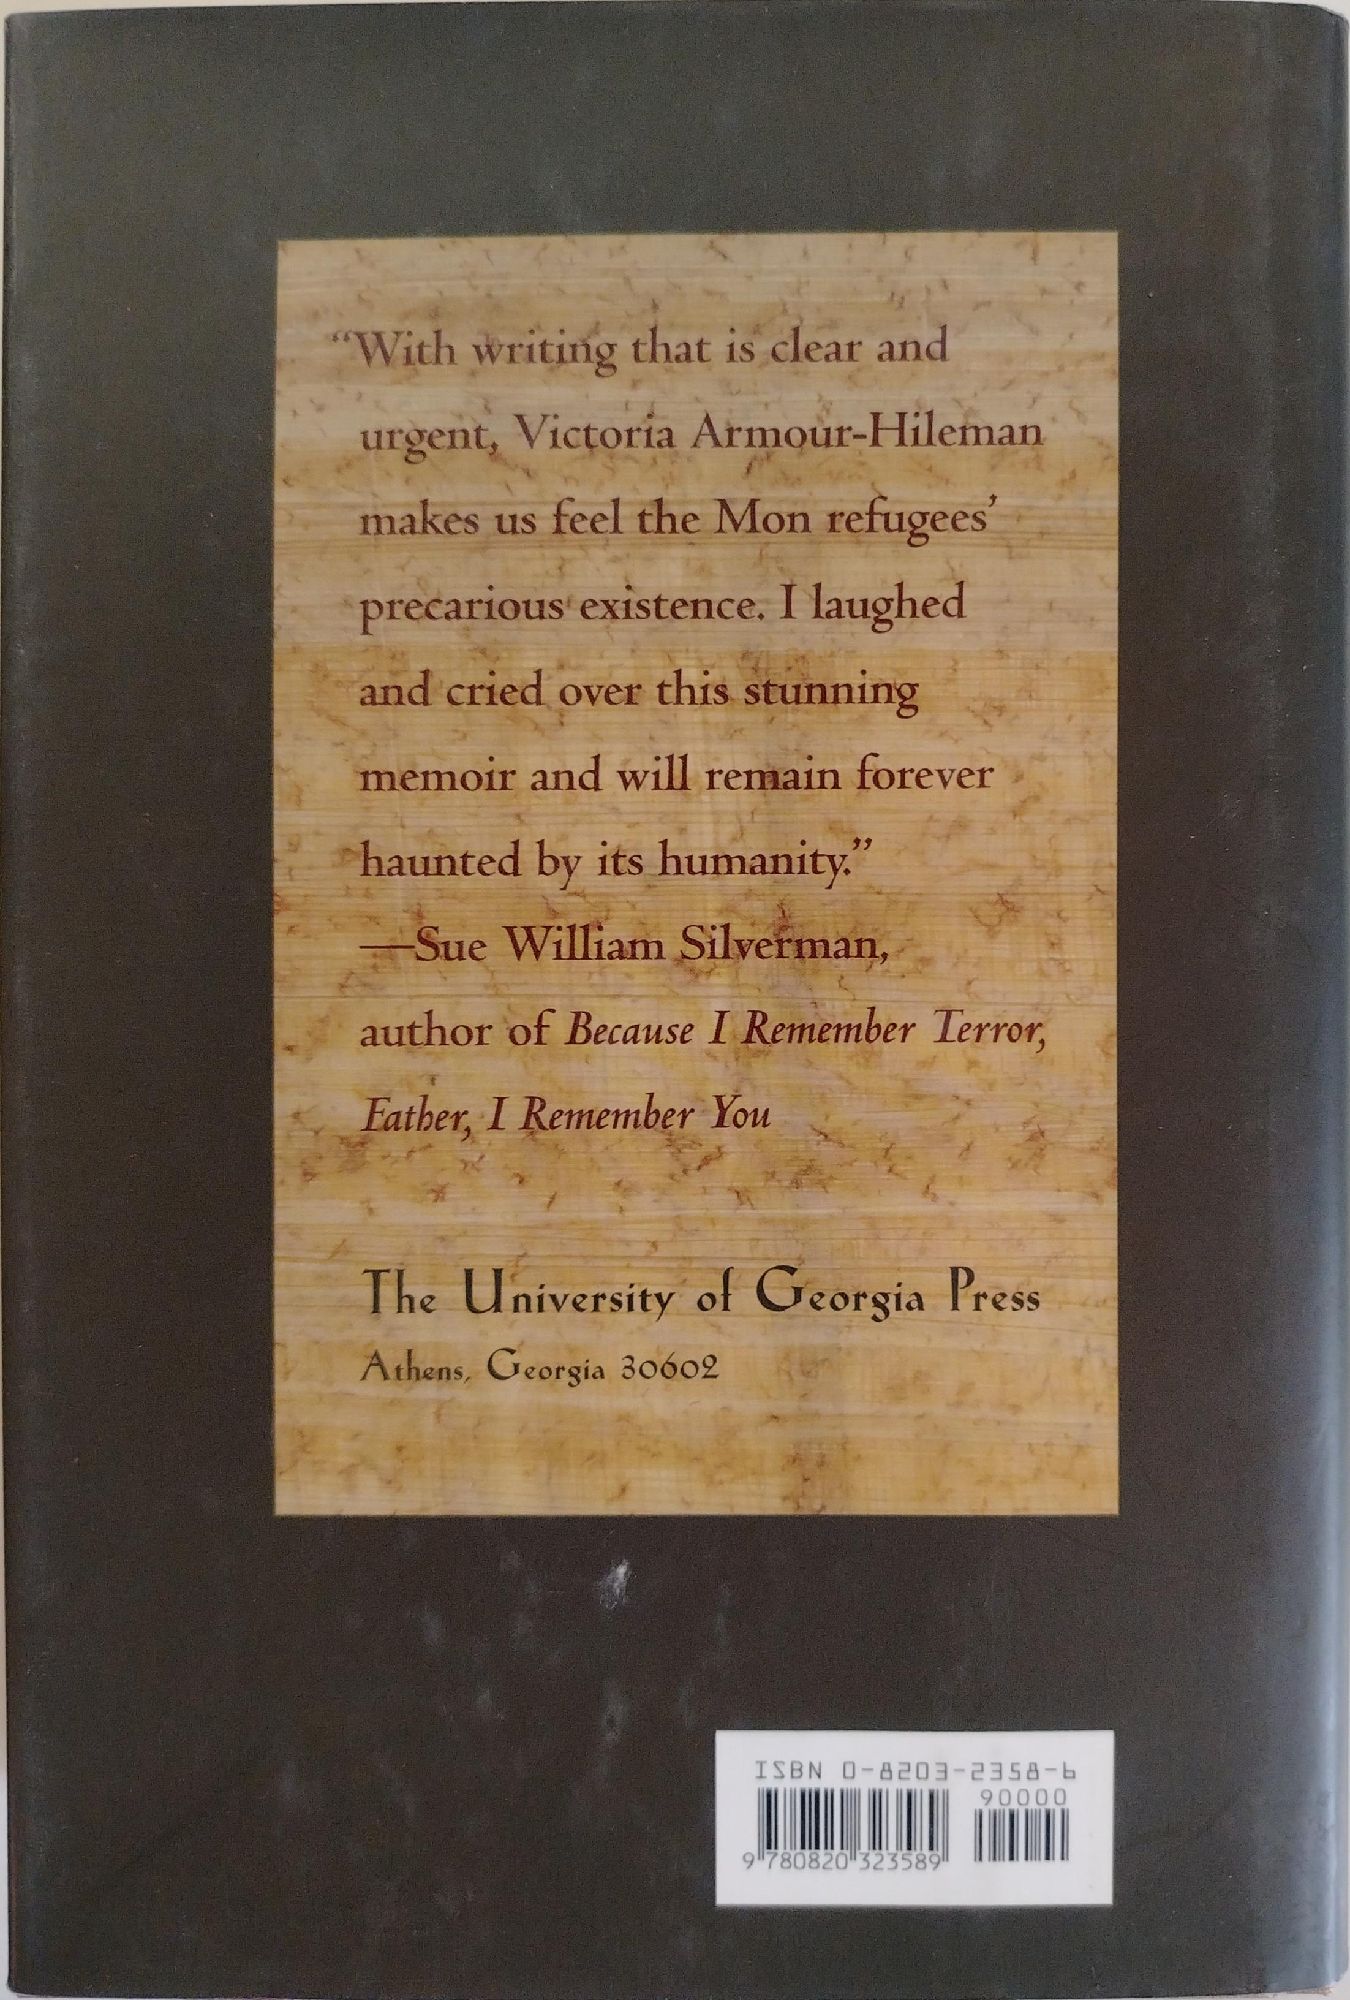 “With writing that is clear and
urgent, Victoria Armour-Hileman
makes us feel the Mon refugees’
precarious existence. I laughed
and cried over this stunning
memoir and will remain forever
haunted by its humanity.”
—Sue William Silverman,
author of Because I Remember Terror,
Father, I Remember You
The University of Georgia Press
Athens, Georgia 30602
ISBN 0-8203-2358-6
90000
9 780820 323589